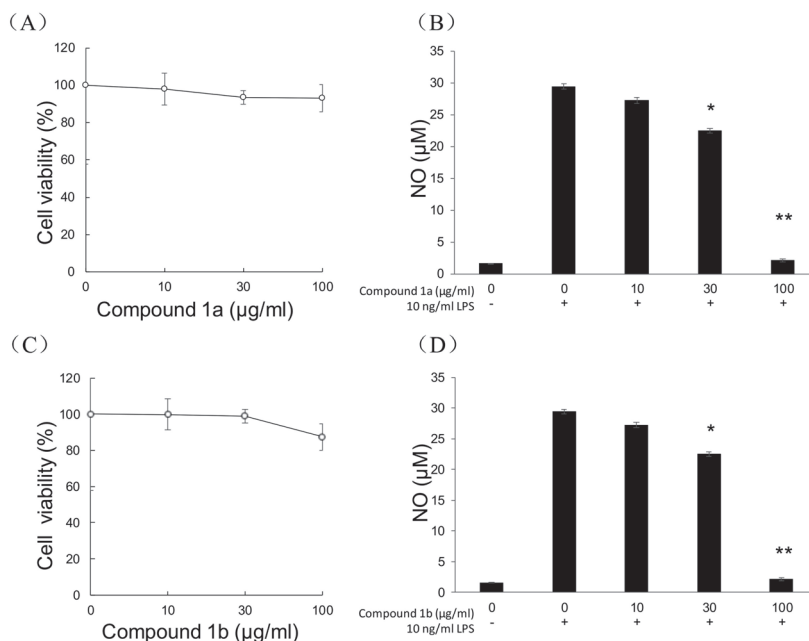 (A)
120
100
80
60
40
20
0
Cell viability (%)
0 10 30 100
Compound 1a (µg/ml)
(B)
35
30
25
20
15
10
5
0
NO (µM)
*
**
Compound 1a (µg/ml) 0 0 10 30 100
10 ng/ml LPS - + + + +
(C)
120
100
80
60
40
20
0
Cell viability (%)
0 10 30 100
Compound 1b (µg/ml)
(D)
35
30
25
20
15
10
5
0
NO (µM)
*
**
Compound 1b (µg/ml) 0 0 10 30 100
10 ng/ml LPS - + + + +